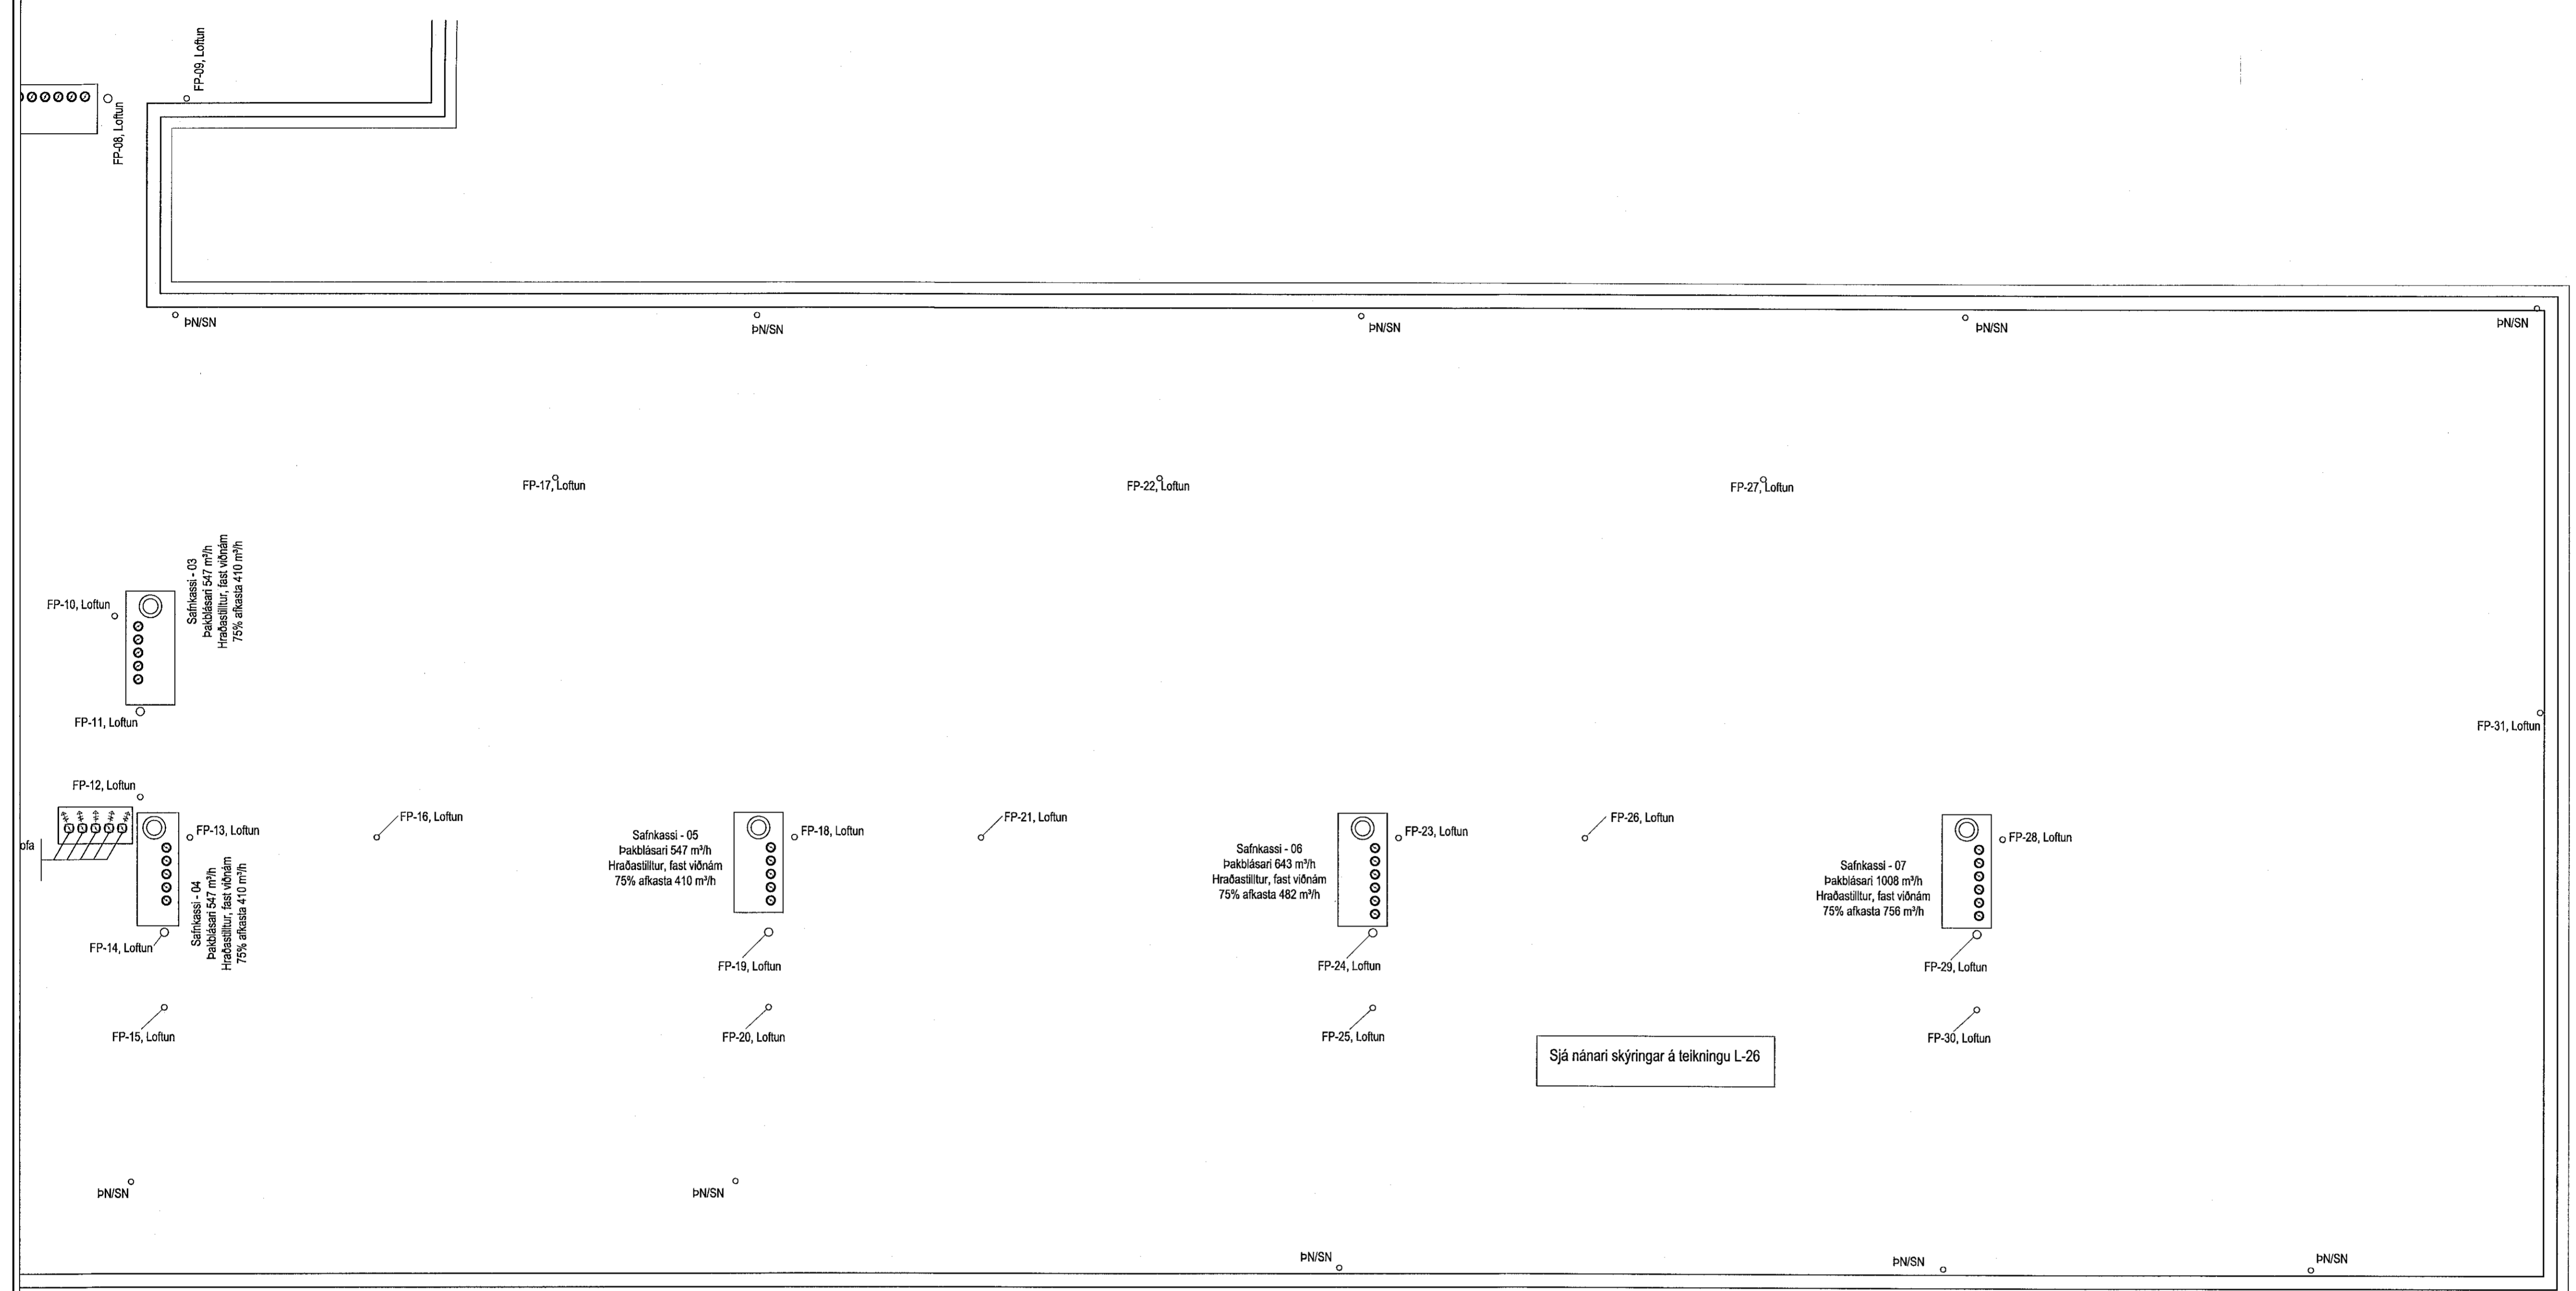 FP-09, Loftun
FP-08, Loftun
ÞN/SN
ÞN/SN
ÞN/SN
ÞN/SN
ÞN/SN
FP-17, Loftun
FP-22, Loftun
FP-27, Loftun
FP-10, Loftun
Safnkassi - 03
Þakblásari 547 m³/h
Hraðastilltur, fast viðnám
75% afkasta 410 m³/h
FP-11, Loftun
FP-31, Loftun
FP-12, Loftun
ofa
FP-13, Loftun
FP-16, Loftun
Safnkassi - 04
Þakblásari 547 m³/h
Hraðastilltur, fast viðnám
75% afkasta 410 m³/h
FP-14, Loftun
FP-15, Loftun
Safnkassi - 05
Þakblásari 547 m³/h
Hraðastilltur, fast viðnám
75% afkasta 410 m³/h
FP-18, Loftun
FP-21, Loftun
FP-19, Loftun
FP-20, Loftun
Safnkassi - 06
Þakblásari 643 m³/h
Hraðastilltur, fast viðnám
75% afkasta 482 m³/h
FP-23, Loftun
FP-26, Loftun
FP-24, Loftun
FP-25, Loftun
Safnkassi - 07
Þakblásari 1008 m³/h
Hraðastilltur, fast viðnám
75% afkasta 756 m³/h
FP-28, Loftun
FP-29, Loftun
FP-30, Loftun
Sjá nánari skýringar á teikningu L-26
ÞN/SN
ÞN/SN
ÞN/SN
ÞN/SN
ÞN/SN